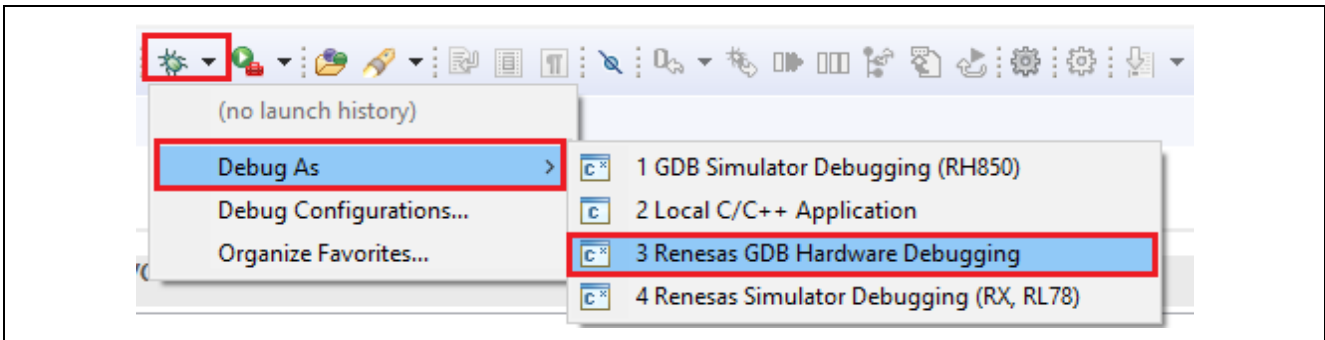 (no launch history)
Debug As
Debug Configurations...
Organize Favorites...
1 GDB Simulator Debugging (RH850)
2 Local C/C++ Application
3 Renesas GDB Hardware Debugging
4 Renesas Simulator Debugging (RX, RL78)